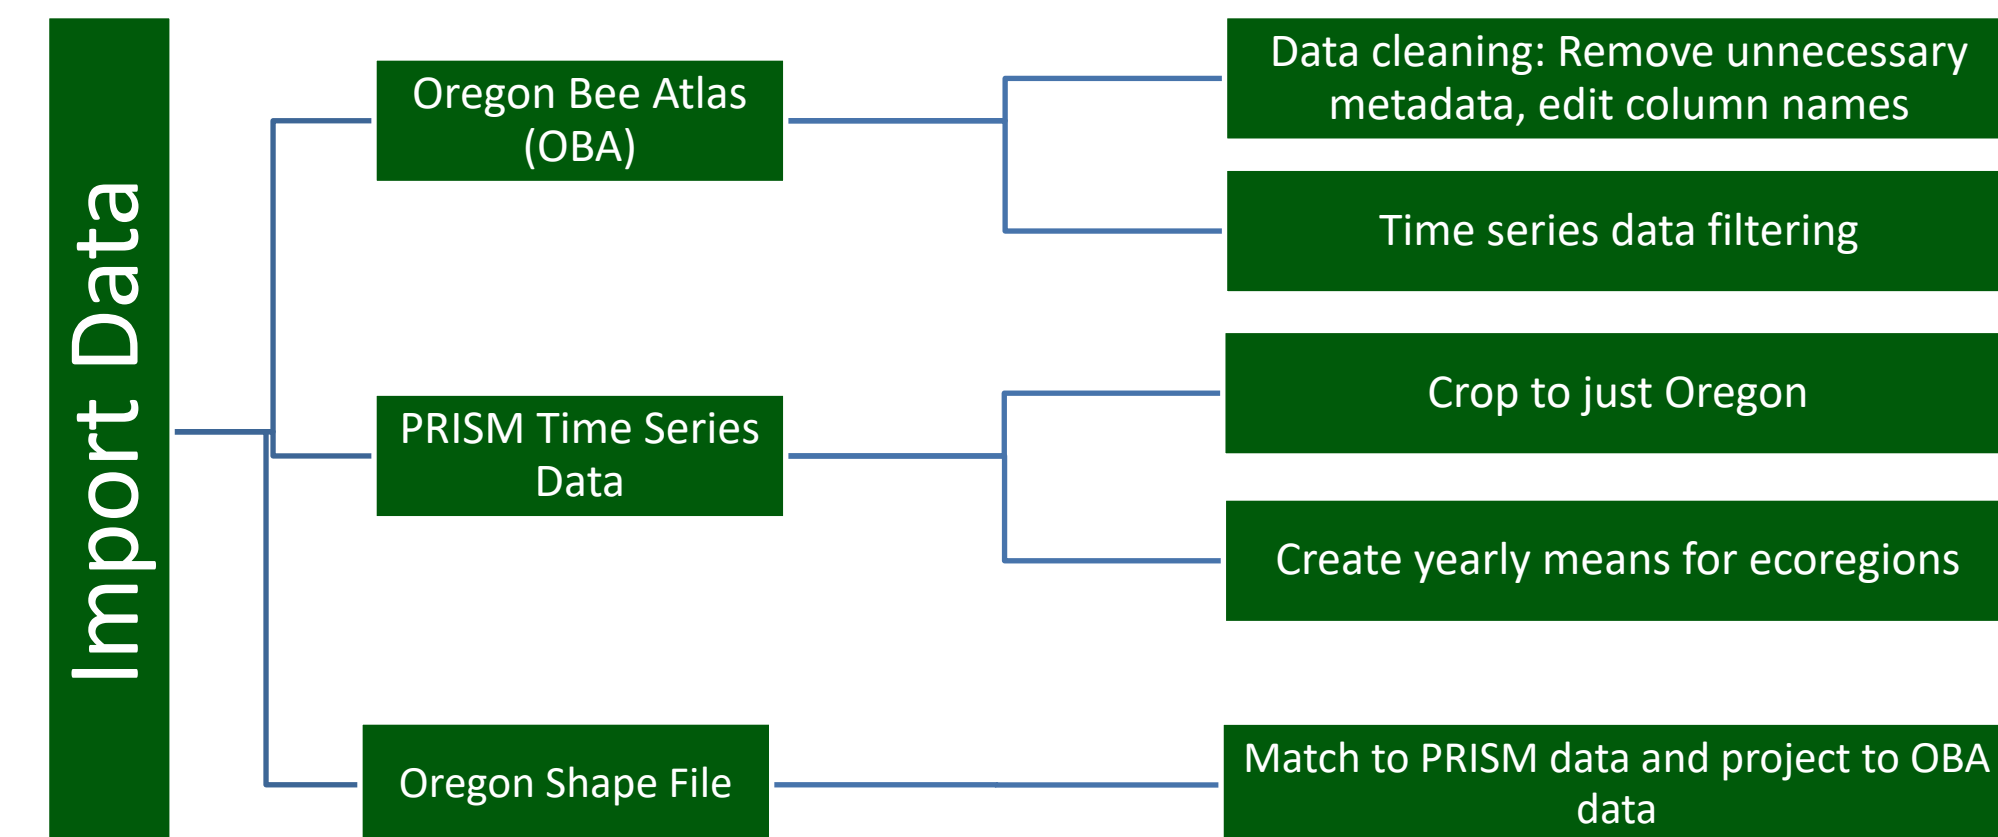 Import Data
Oregon Bee Atlas
(OBA)
Data cleaning: Remove unnecessary
metadata, edit column names
Time series data filtering
PRISM Time Series
Data
Crop to just Oregon
Create yearly means for ecoregions
Oregon Shape File
Match to PRISM data and project to OBA
data